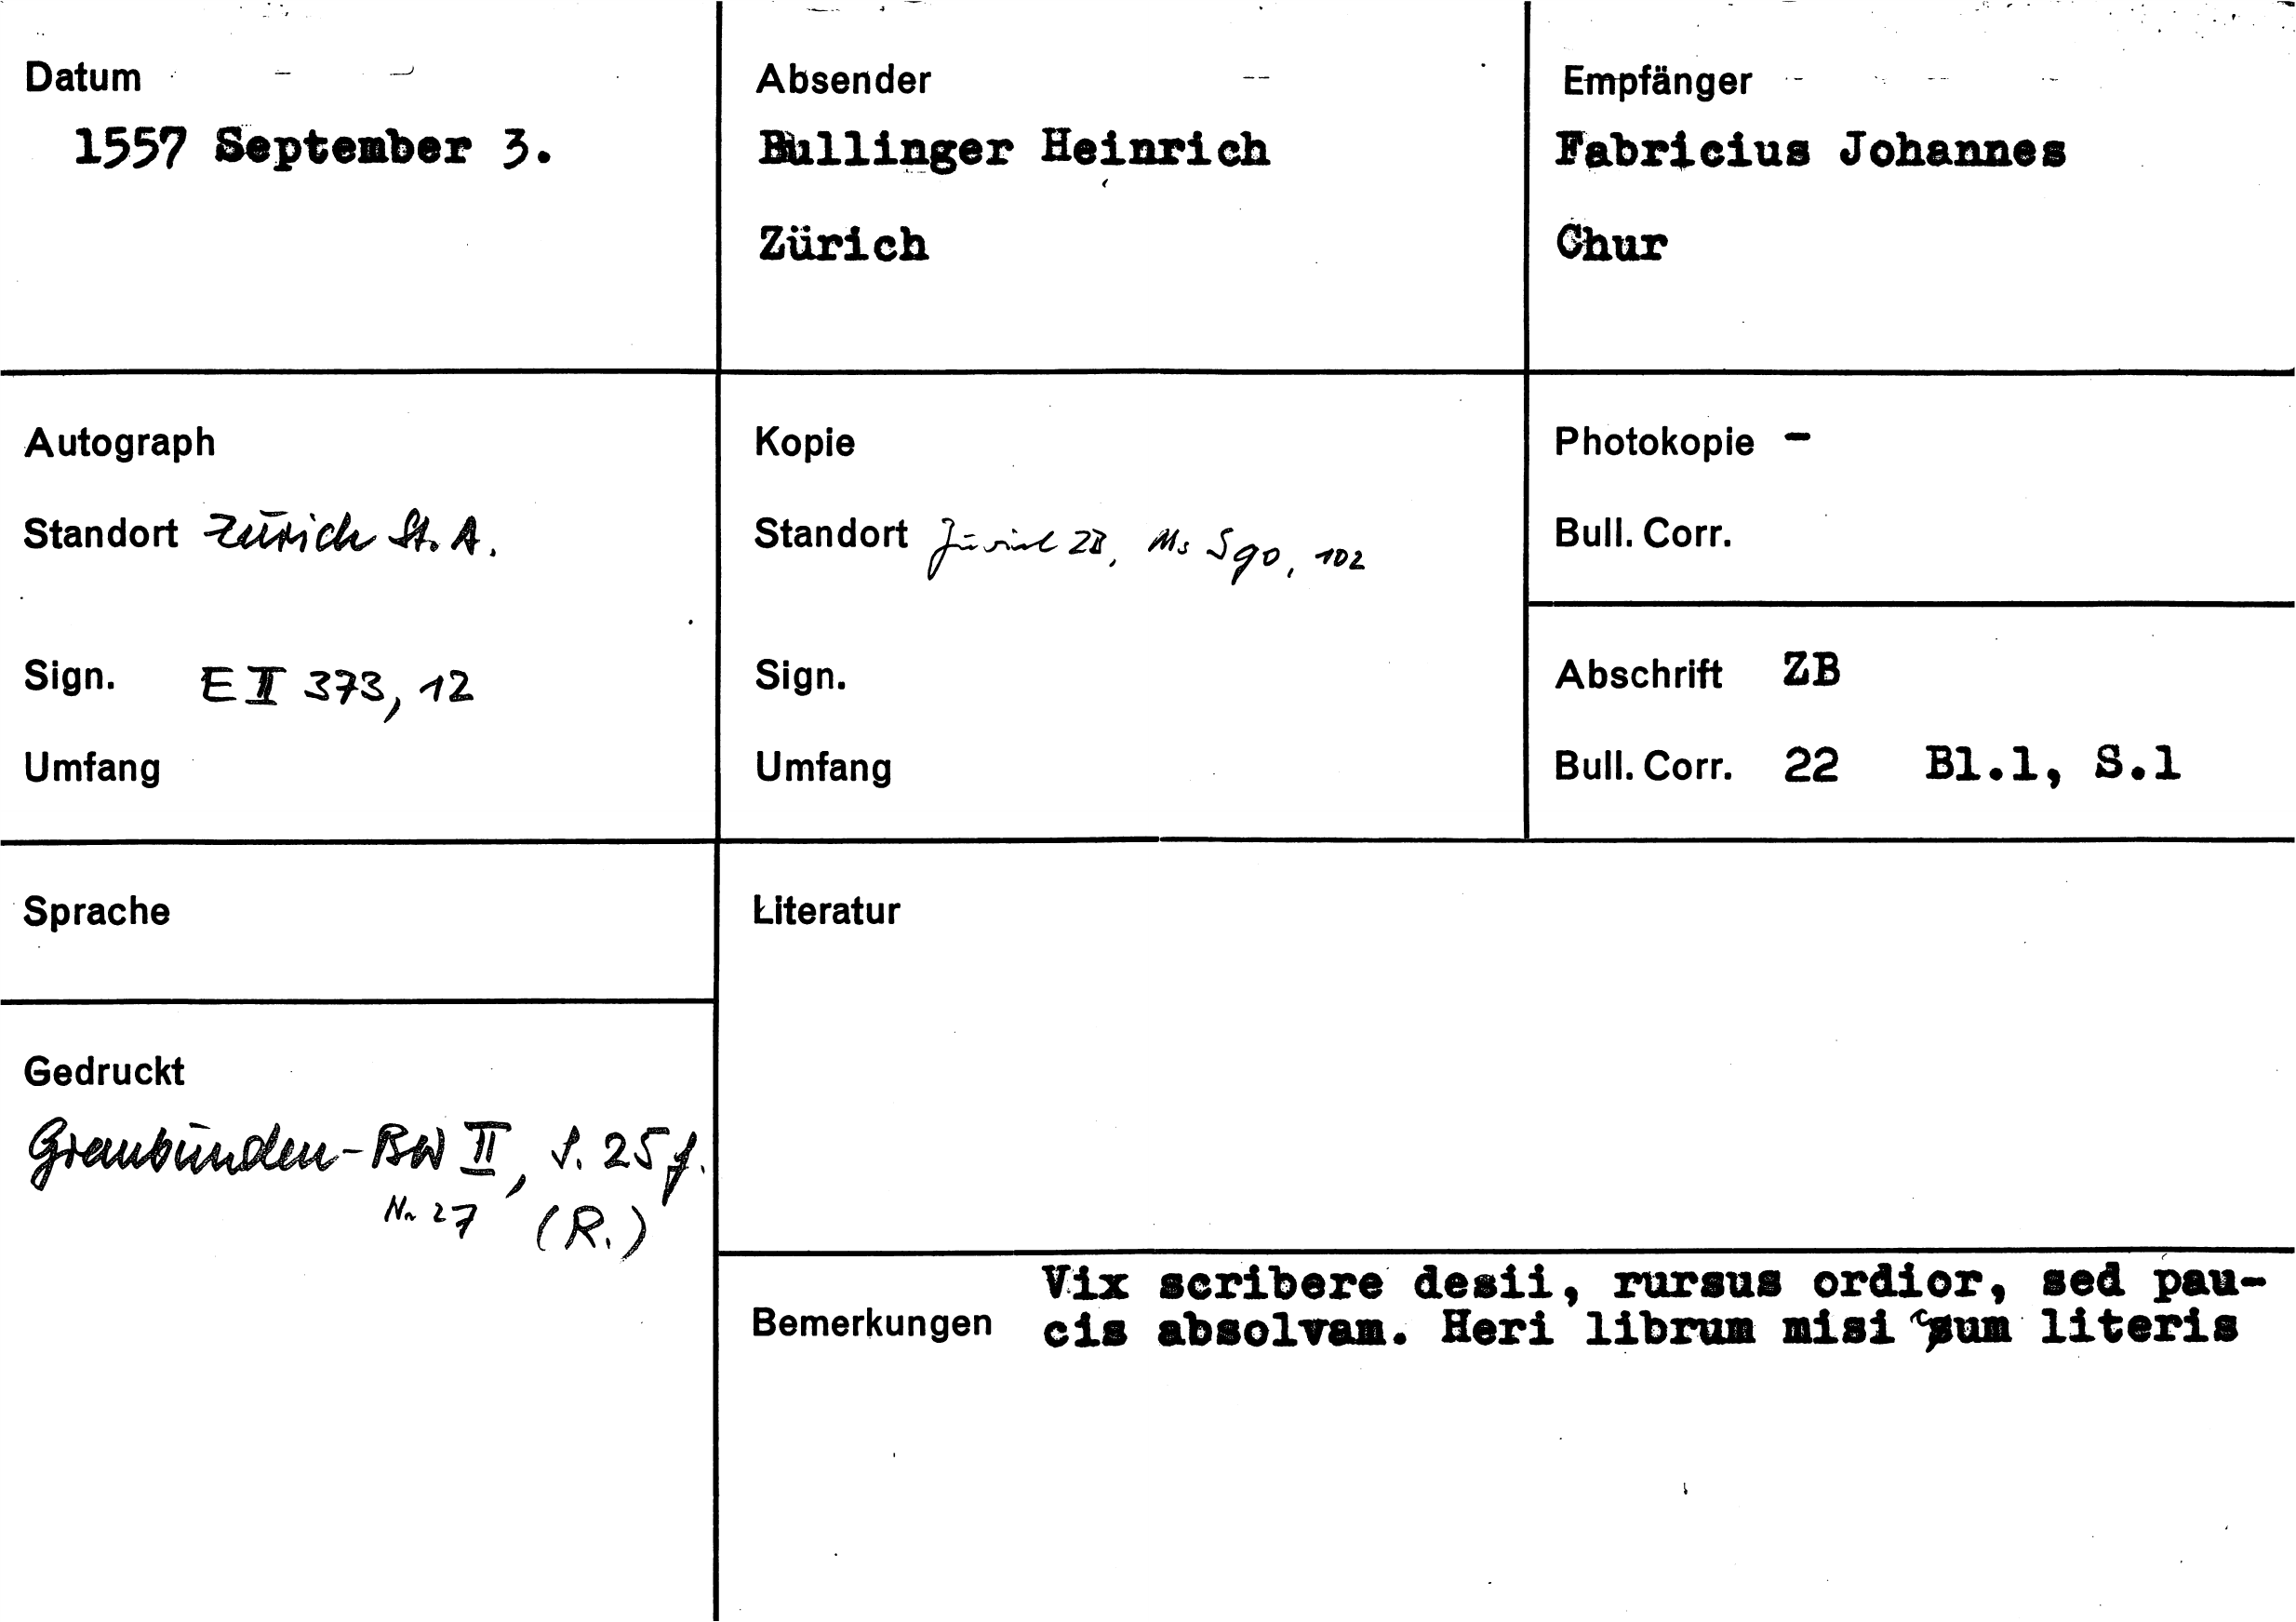 Datum
1557 September 3.
Absender
Bullinger Heinrich
Zürich
Empfänger
Fabricius Johannes
Chur
Autograph
Standort Zürich St. A.
Sign. E II 373, 12
Umfang
Kopie
Standort Zürich ZB, Ms S 90, 102
Sign.
Umfang
Photokopie -
Bull. Corr.
Abschrift ZB
Bull. Corr. 22 Bl.1, S.1
Sprache
Gedruckt
Graubünden-BW II, S. 25 f.
Nr 27 (R.)
Literatur
Bemerkungen
Vix scribere desii, rursus ordior, sed pau-
cis absolvam. Heri librum misi cum literis